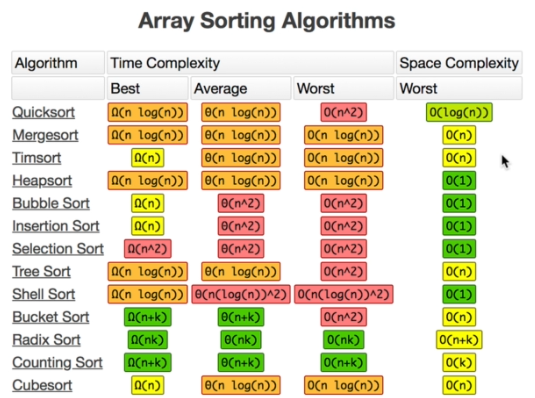 Array Sorting Algorithms
Algorithm Time Complexity Space Complexity
Best Average Worst Worst
Quicksort Ω(n log(n)) θ(n log(n)) O(n^2) O(log(n))
Mergesort Ω(n log(n)) θ(n log(n)) O(n log(n)) O(n)
Timsort Ω(n) θ(n log(n)) O(n log(n)) O(n)
Heapsort Ω(n log(n)) θ(n log(n)) O(n log(n)) O(1)
Bubble Sort Ω(n) θ(n^2) O(n^2) O(1)
Insertion Sort Ω(n) θ(n^2) O(n^2) O(1)
Selection Sort Ω(n^2) θ(n^2) O(n^2) O(1)
Tree Sort Ω(n log(n)) θ(n log(n)) O(n^2) O(n)
Shell Sort Ω(n log(n)) θ(n(log(n))^2) O(n(log(n))^2) O(1)
Bucket Sort Ω(n+k) θ(n+k) O(n^2) O(n)
Radix Sort Ω(nk) θ(nk) O(nk) O(n+k)
Counting Sort Ω(n+k) θ(n+k) O(n+k) O(k)
Cubesort Ω(n) θ(n log(n)) O(n log(n)) O(n)